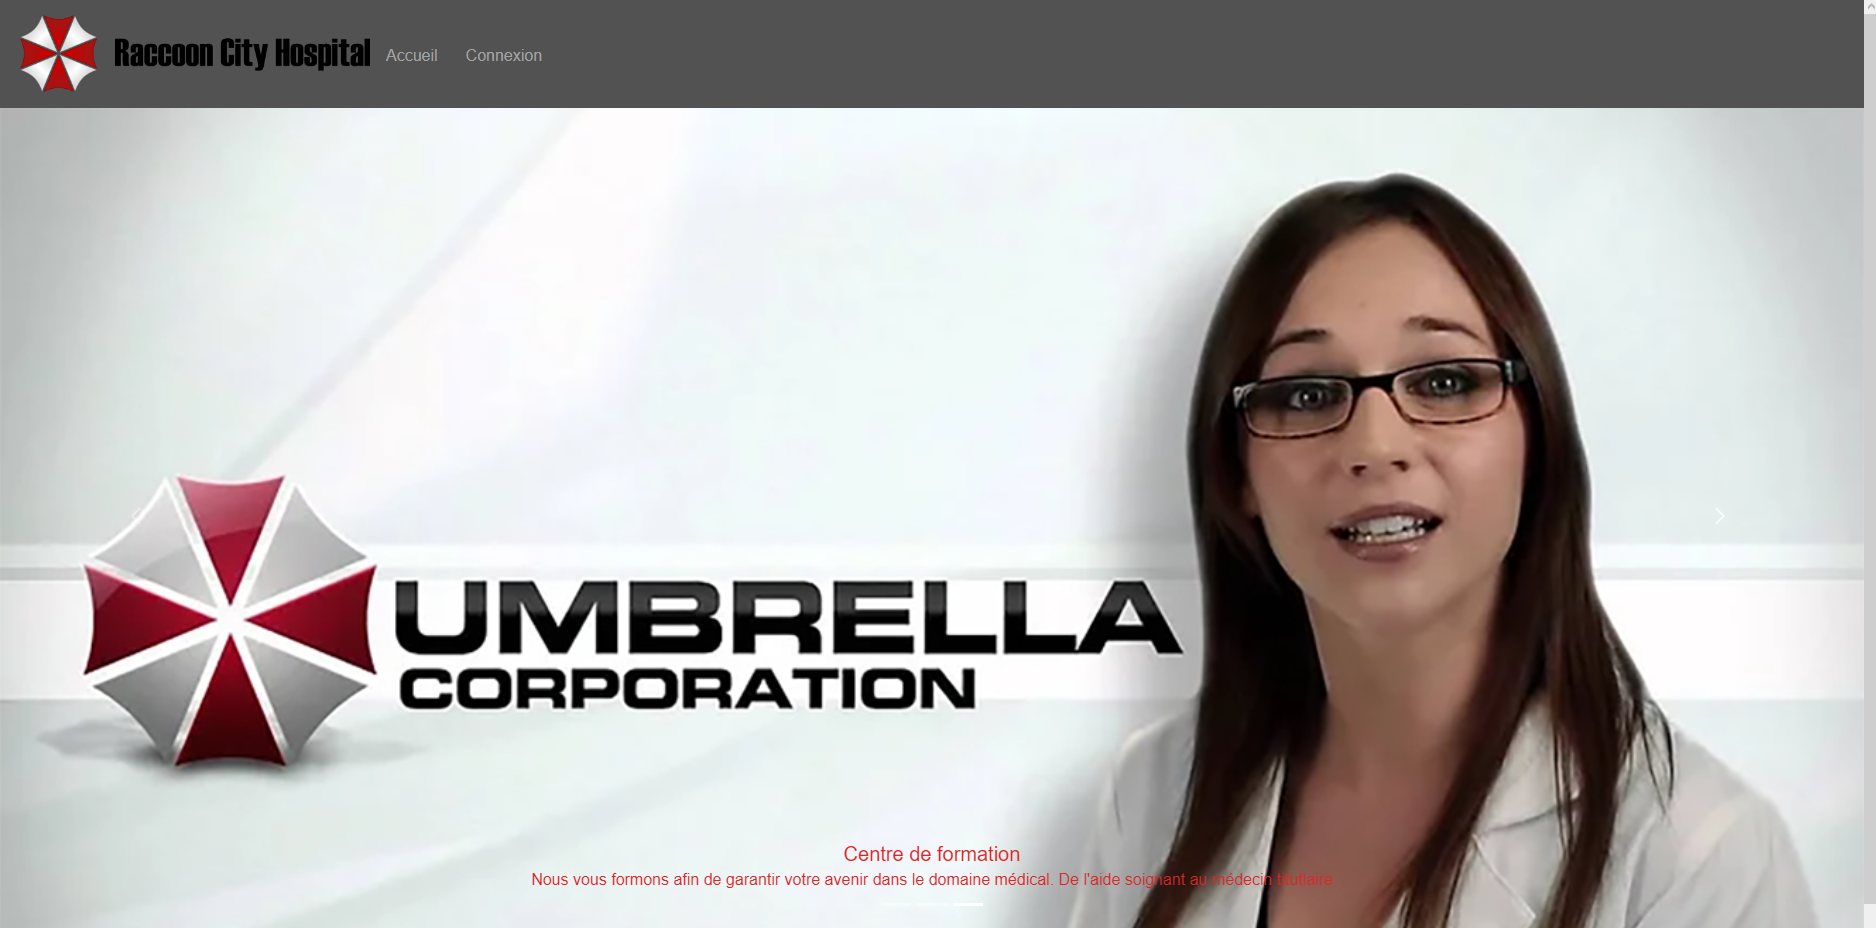 Raccoon City Hospital Accueil Connexion
UMBRELLA
CORPORATION
Centre de formation
Nous vous formons afin de garantir votre avenir dans le domaine médical. De l'aide soignant au médecin